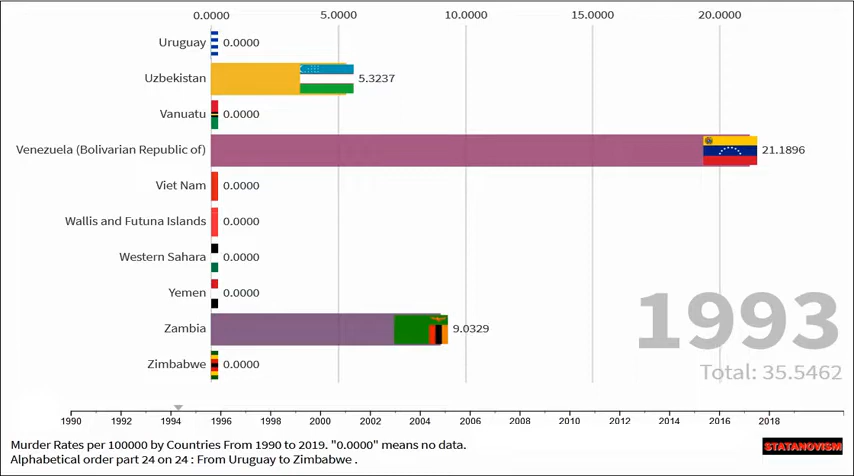 0.0000 5.0000 10.0000 15.0000 20.0000
Uruguay 0.0000
Uzbekistan 5.3237
Vanuatu 0.0000
Venezuela (Bolivarian Republic of) 21.1896
Viet Nam 0.0000
Wallis and Futuna Islands 0.0000
Western Sahara 0.0000
Yemen 0.0000
Zambia 9.0329
Zimbabwe 0.0000
1993
Total: 35.5462
1990 1992 1994 1996 1998 2000 2002 2004 2006 2008 2010 2012 2014 2016 2018
Murder Rates per 100000 by Countries From 1990 to 2019. "0.0000" means no data.
Alphabetical order part 24 on 24 : From Uruguay to Zimbabwe .
STATANOVISM